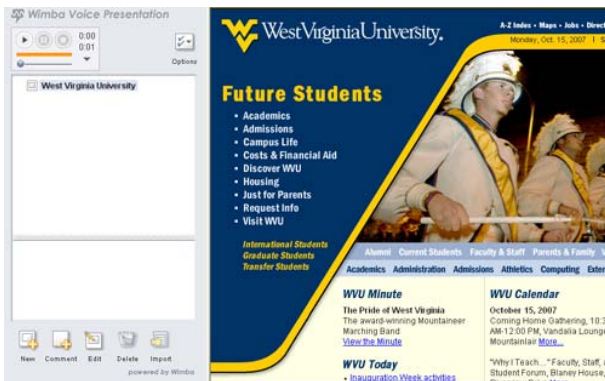 Wimba Voice Presentation
0:00
0:01
Options
West Virginia University
New Comment Edit Delete Import
powered by Wimba
West Virginia University.
A-Z Index • Maps • Jobs •
Monday, Oct. 15, 2007
Future Students
• Academics
• Admissions
• Campus Life
• Costs & Financial Aid
• Discover WVU
• Housing
• Just for Parents
• Request Info
• Visit WVU
International Students
Graduate Students
Transfer Students
Alumni Current Students Faculty & Staff Parents & Family
Academics Administration Admissions Athletics Computing
WVU Minute
The Pride of West Virginia
The award-winning Mountaineer
Marching Band
View the Minute
WVU Today
• Inauguration Week activities
WVU Calendar
October 15, 2007
Coming Home Gathering,
AM-12:00 PM, Vandalia Lounge
Mountainlair More...
"Why I Teach..." Faculty, Staff,
Student Forum, Blaney House,